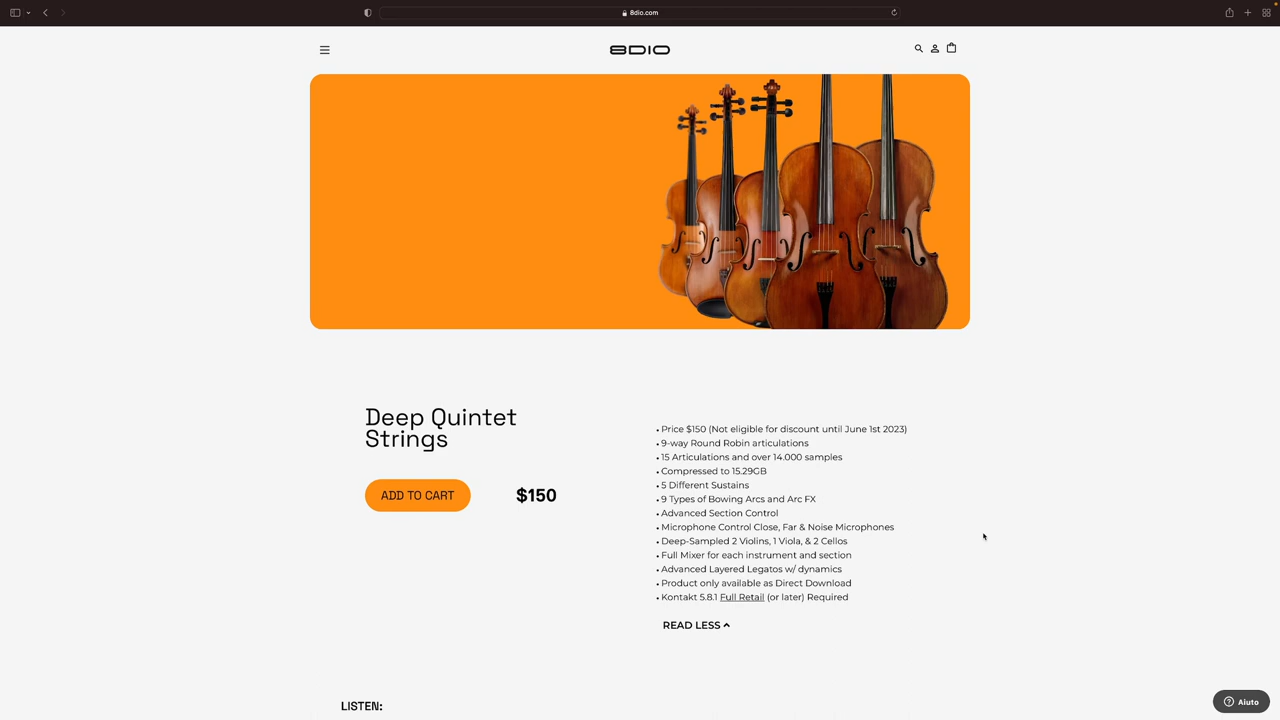 8dio.com
8DIO
Deep Quintet
Strings
ADD TO CART
$150
• Price $150 (Not eligible for discount until June 1st 2023)
• 9-way Round Robin articulations
• 15 Articulations and over 14.000 samples
• Compressed to 15.29GB
• 5 Different Sustains
• 9 Types of Bowing Arcs and Arc FX
• Advanced Section Control
• Microphone Control Close, Far & Noise Microphones
• Deep-Sampled 2 Violins, 1 Viola, & 2 Cellos
• Full Mixer for each instrument and section
• Advanced Layered Legatos w/ dynamics
• Product only available as Direct Download
• Kontakt 5.8.1 Full Retail (or later) Required
READ LESS
LISTEN:
Aiuto